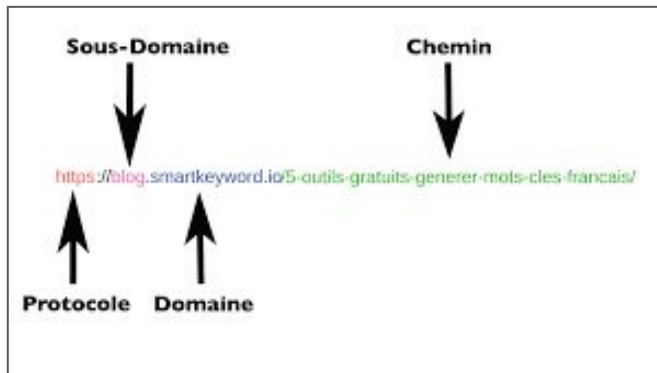 Sous-Domaine Chemin
https://blog.smartkeyword.io/5-outils-gratuits-generer-mots-cles-francais/
Protocole Domaine